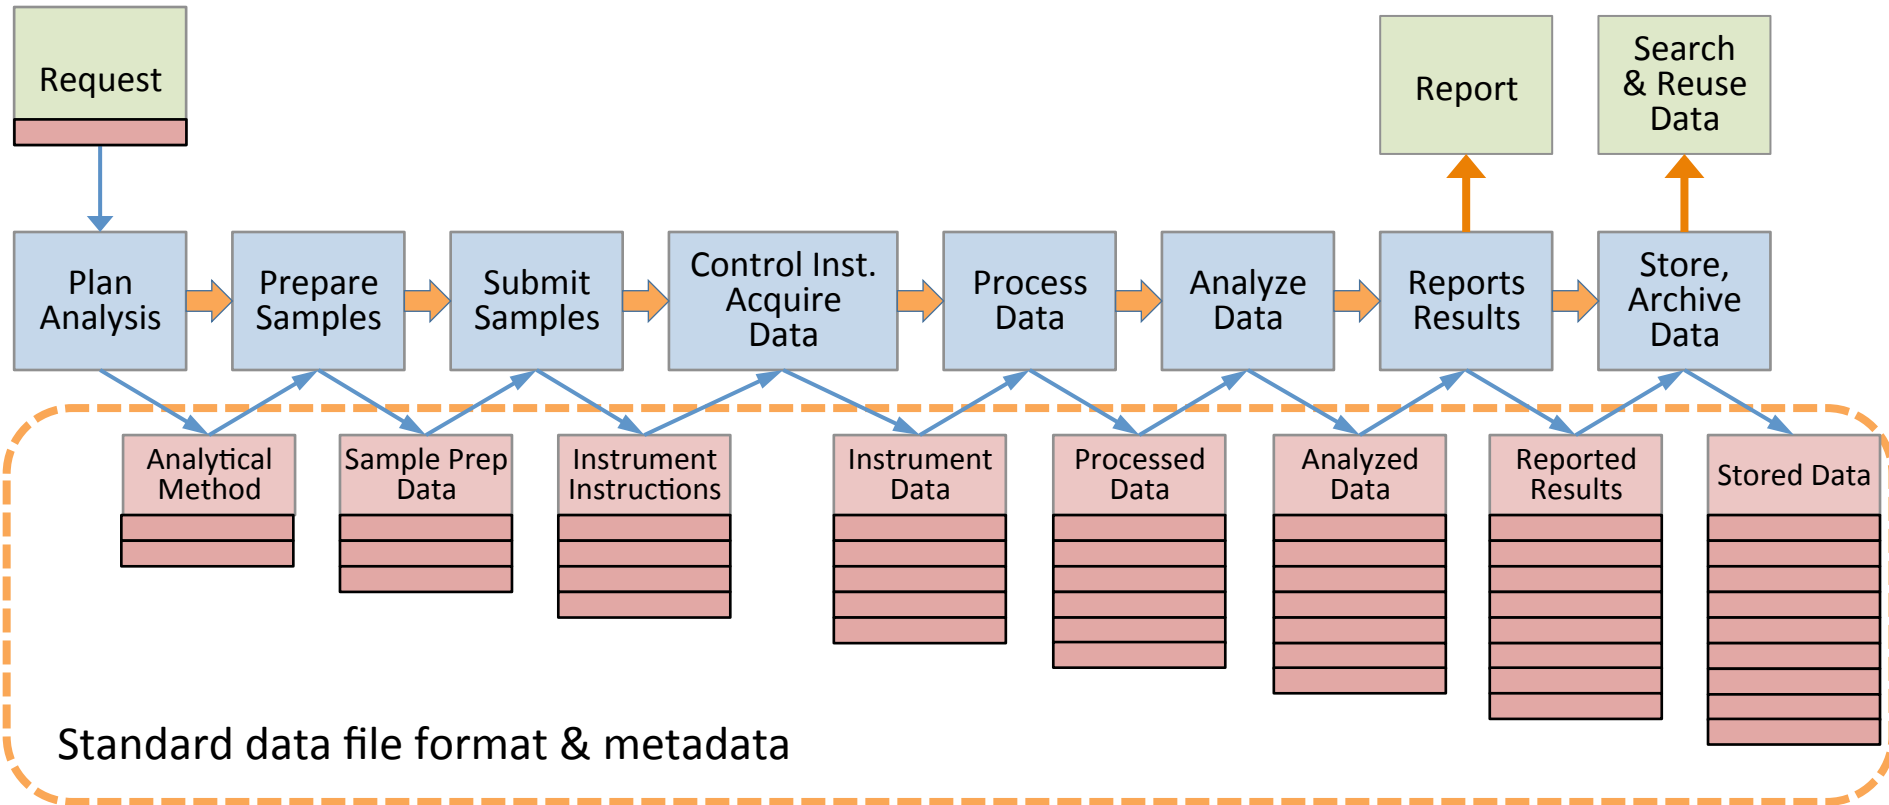 Request
Report
Search
& Reuse
Data
Plan
Analysis
Prepare
Samples
Submit
Samples
Control Inst.
Acquire
Data
Process
Data
Analyze
Data
Reports
Results
Store,
Archive
Data
Analytical
Method
Sample Prep
Data
Instrument
Instructions
Instrument
Data
Processed
Data
Analyzed
Data
Reported
Results
Stored Data
Standard data file format & metadata